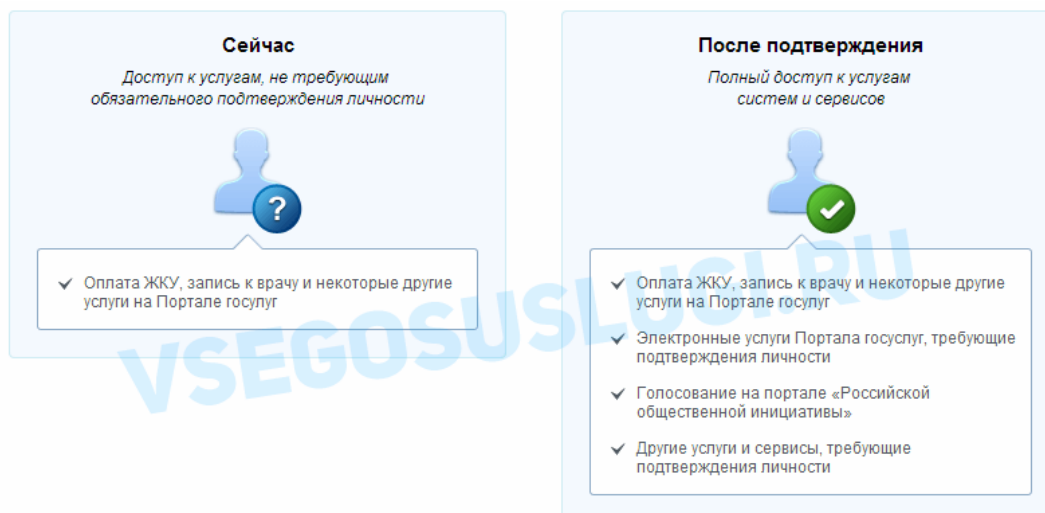 Сейчас
Доступ к услугам, не требующим
обязательного подтверждения личности
?
Оплата ЖКУ, запись к врачу и некоторые другие
услуги на Портале госулуг
После подтверждения
Полный доступ к услугам
систем и сервисов
Оплата ЖКУ, запись к врачу и некоторые другие
услуги на Портале госулуг
Электронные услуги Портала госуслуг, требующие
подтверждения личности
Голосование на портале «Российской
общественной инициативы»
Другие услуги и сервисы, требующие
подтверждения личности
VSEGOSUSLUGI.RU